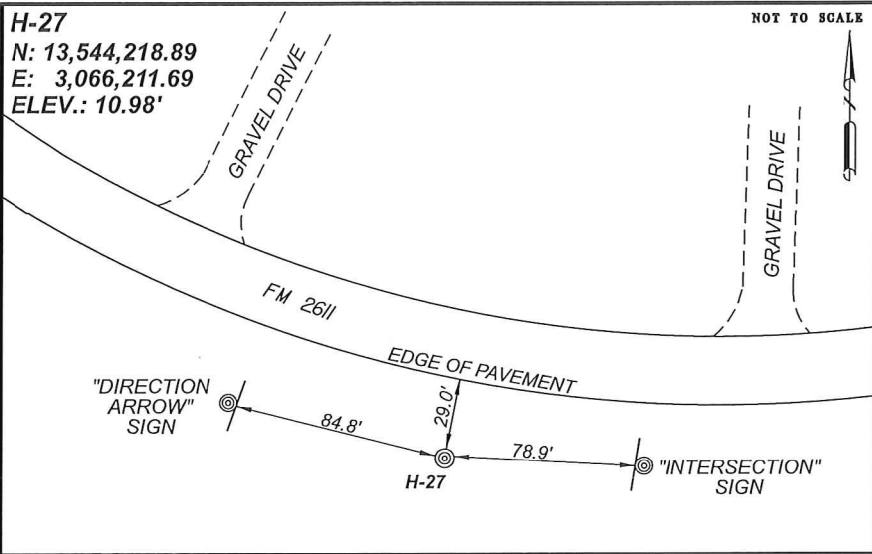 H-27
N: 13,544,218.89
E: 3,066,211.69
ELEV.: 10.98'
NOT TO SCALE
GRAVEL DRIVE
GRAVEL DRIVE
FM 2611
EDGE OF PAVEMENT
"DIRECTION
ARROW"
SIGN
84.8'
29.0'
78.9'
H-27
"INTERSECTION"
SIGN